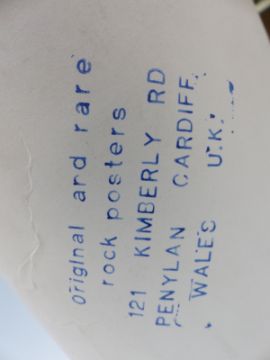 original and rare
rock posters
121 KIMBERLY RD
PENYLAN CARDIFF.
WALES U.K.